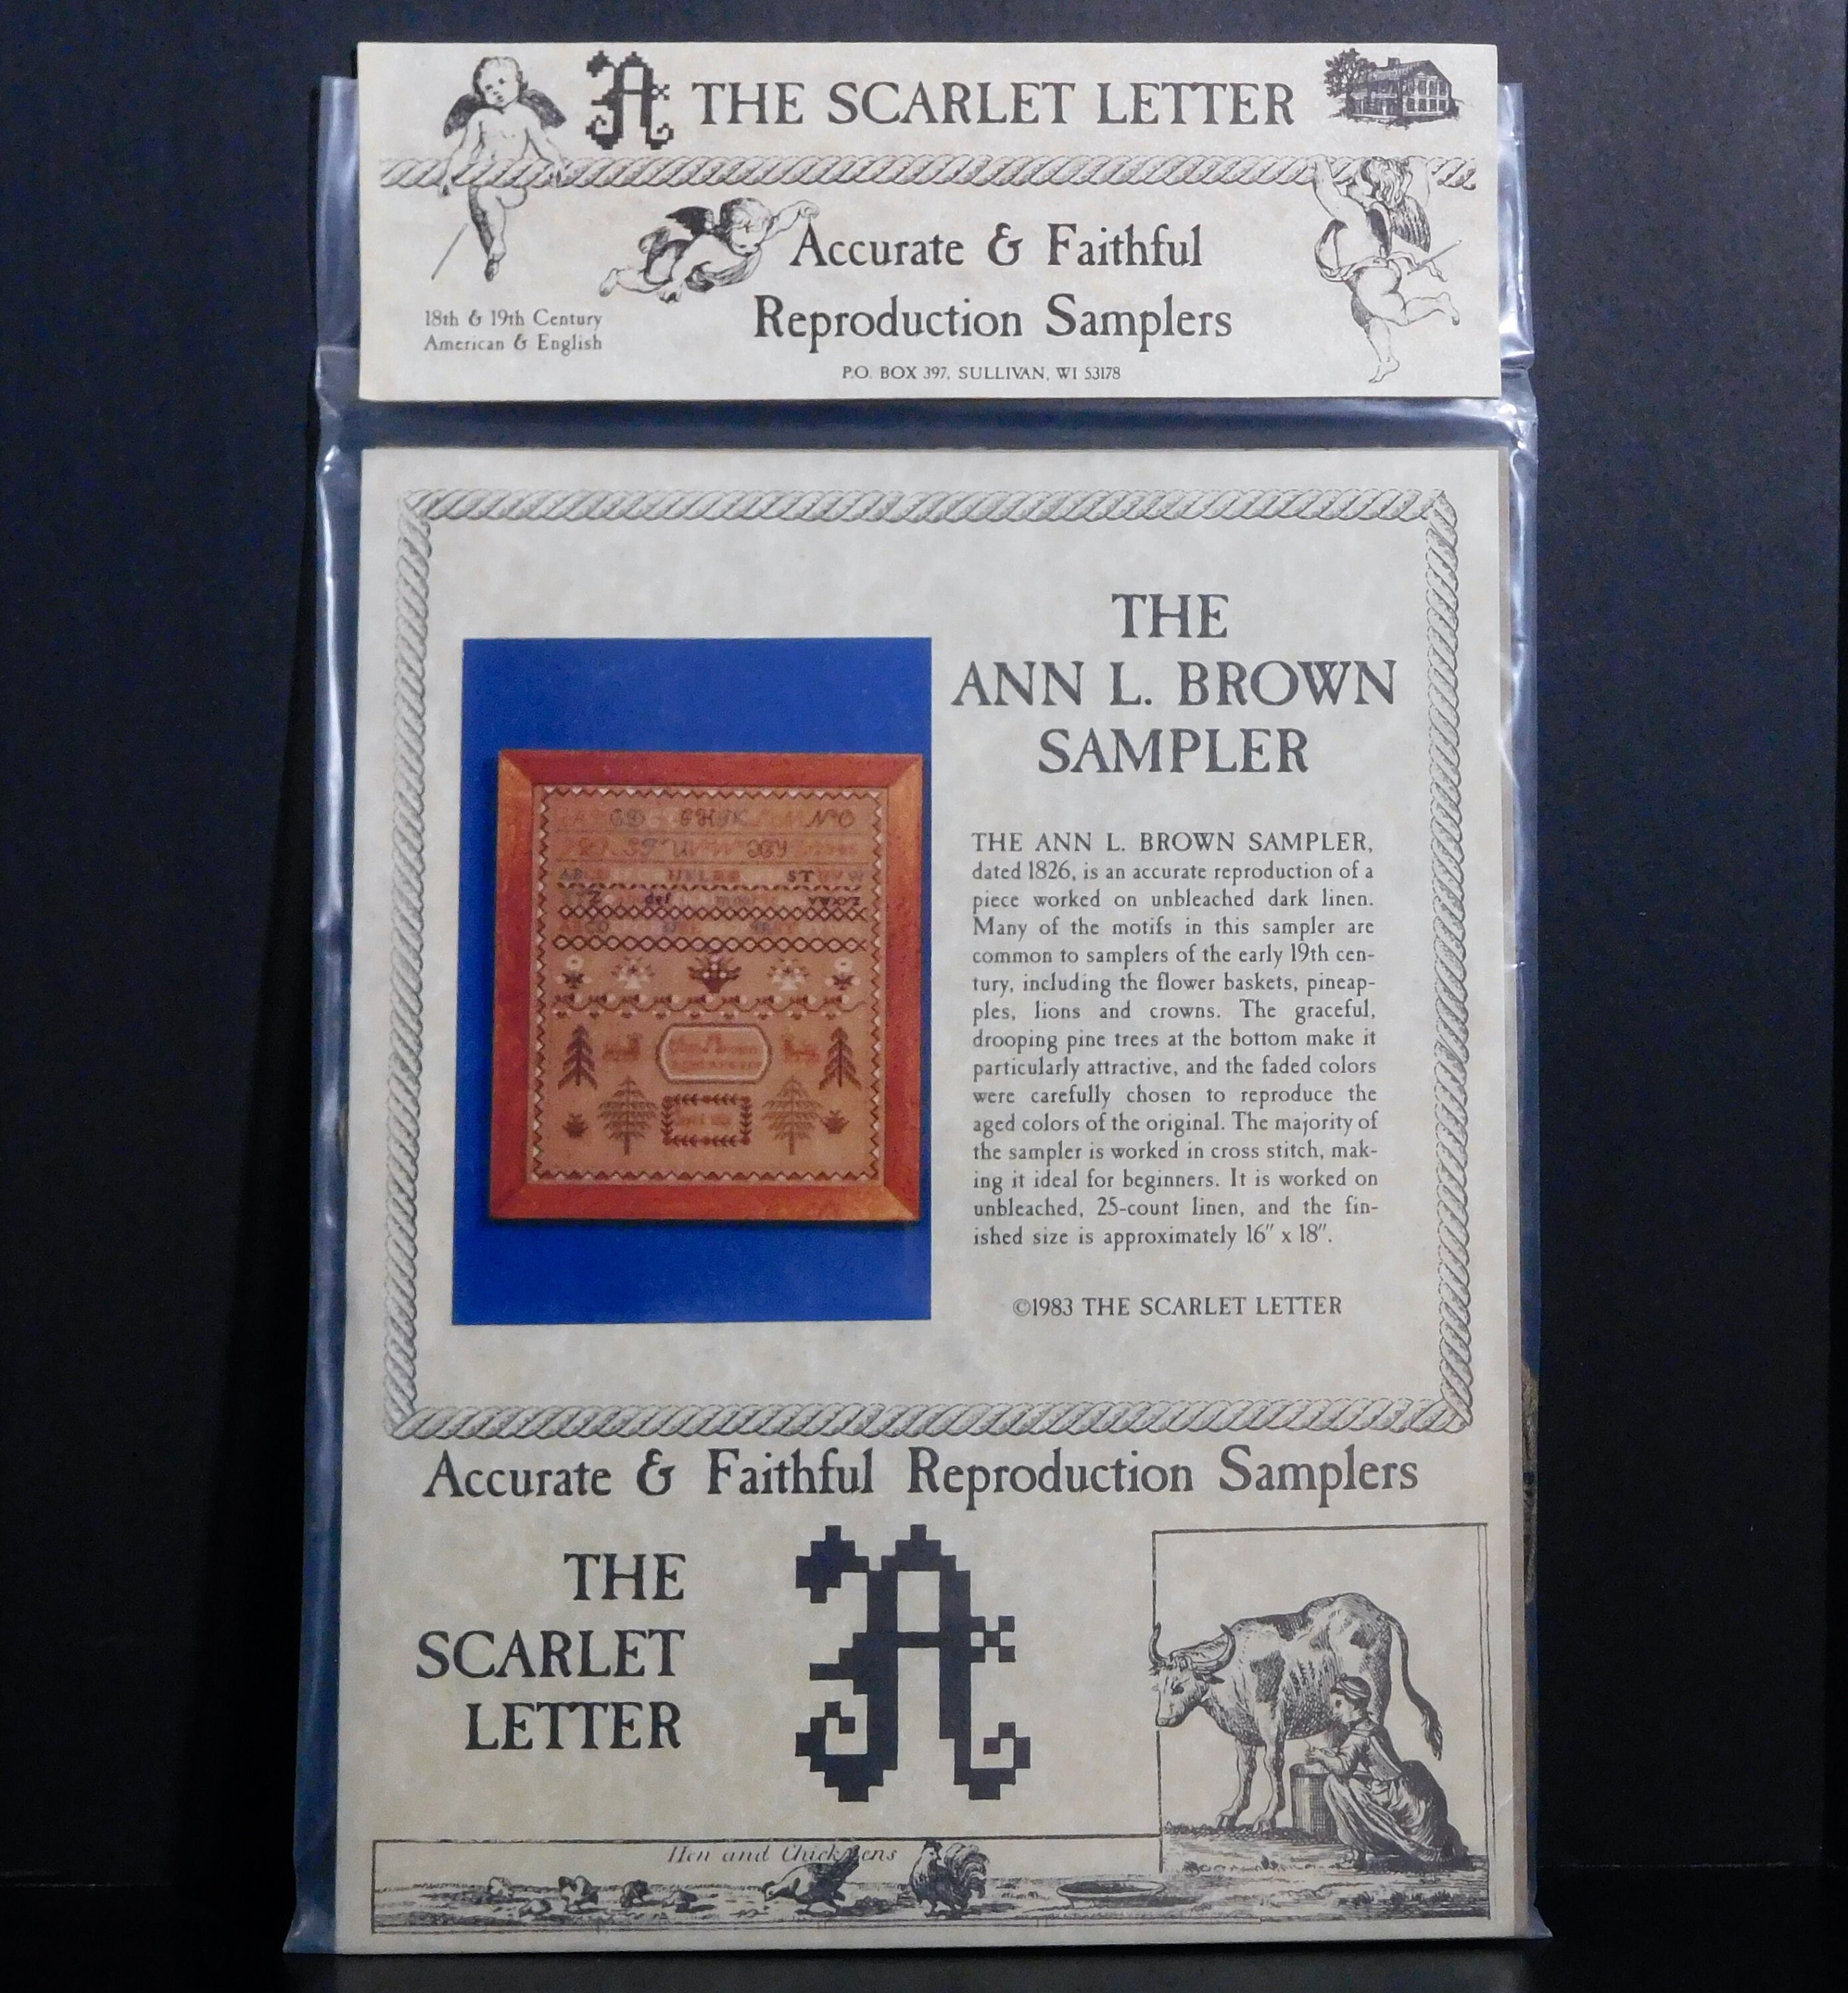 A THE SCARLET LETTER
Accurate & Faithful
Reproduction Samplers
18th & 19th Century
American & English
P.O. BOX 397, SULLIVAN, WI 53178
THE
ANN L. BROWN
SAMPLER
THE ANN L. BROWN SAMPLER,
dated 1826, is an accurate reproduction of a
piece worked on unbleached dark linen.
Many of the motifs in this sampler are
common to samplers of the early 19th cen-
tury, including the flower baskets, pineap-
ples, lions and crowns. The graceful,
drooping pine trees at the bottom make it
particularly attractive, and the faded colors
were carefully chosen to reproduce the
aged colors of the original. The majority of
the sampler is worked in cross stitch, mak-
ing it ideal for beginners. It is worked on
unbleached, 25-count linen, and the fin-
ished size is approximately 16" x 18".
©1983 THE SCARLET LETTER
Accurate & Faithful Reproduction Samplers
THE
SCARLET
LETTER
A
Hen and Chickens